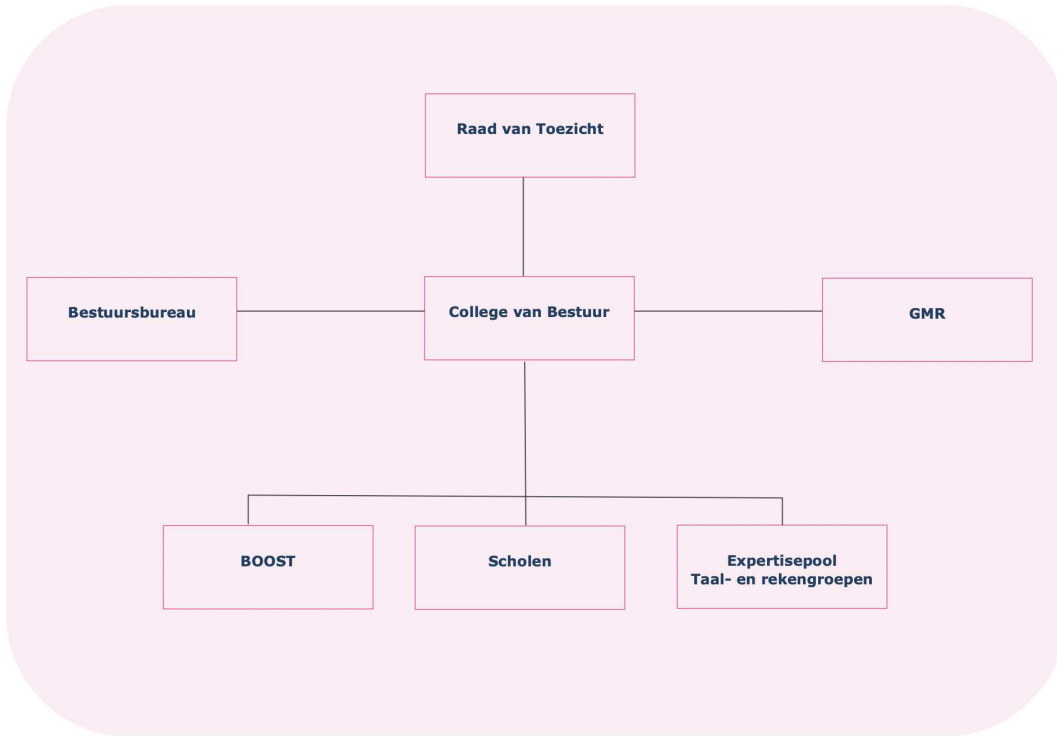 Raad van Toezicht
Bestuursbureau
College van Bestuur
GMR
BOOST
Scholen
Expertisepool
Taal- en rekengroepen